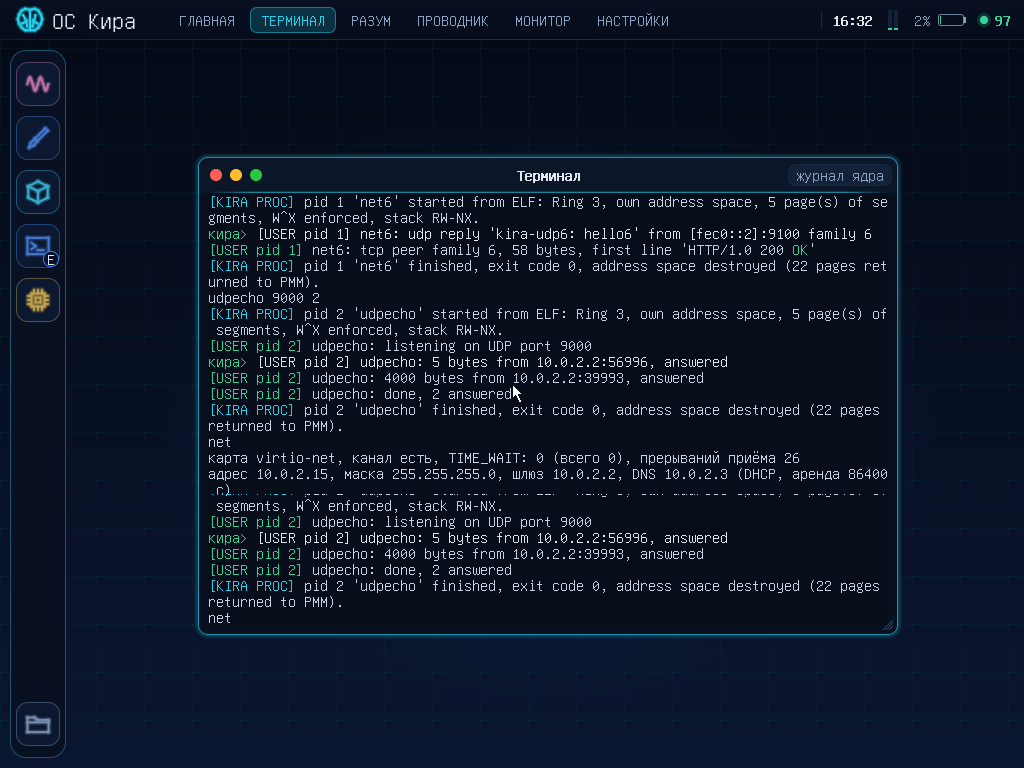 ОС Кира
ГЛАВНАЯ ТЕРМИНАЛ РАЗУМ ПРОВОДНИК МОНИТОР НАСТРОЙКИ
16:32 2% 97
E
Терминал
журнал ядра
[KIRA PROC] pid 1 'net6' started from ELF: Ring 3, own address space, 5 page(s) of se
gments, W^X enforced, stack RW-NX.
кира> [USER pid 1] net6: udp reply 'kira-udp6: hello6' from [fec0::2]:9100 family 6
[USER pid 1] net6: tcp peer family 6, 58 bytes, first line 'HTTP/1.0 200 OK'
[KIRA PROC] pid 1 'net6' finished, exit code 0, address space destroyed (22 pages ret
urned to PMM).
udpecho 9000 2
[KIRA PROC] pid 2 'udpecho' started from ELF: Ring 3, own address space, 5 page(s) of
segments, W^X enforced, stack RW-NX.
[USER pid 2] udpecho: listening on UDP port 9000
кира> [USER pid 2] udpecho: 5 bytes from 10.0.2.2:56996, answered
[USER pid 2] udpecho: 4000 bytes from 10.0.2.2:39993, answered
[USER pid 2] udpecho: done, 2 answered
[KIRA PROC] pid 2 'udpecho' finished, exit code 0, address space destroyed (22 pages
returned to PMM).
net
карта virtio-net, канал есть, TIME_WAIT: 0 (всего 0), прерываний приёма 26
адрес 10.0.2.15, маска 255.255.255.0, шлюз 10.0.2.2, DNS 10.0.2.3 (DHCP, аренда 86400
с)
segments, W^X enforced, stack RW-NX.
[USER pid 2] udpecho: listening on UDP port 9000
кира> [USER pid 2] udpecho: 5 bytes from 10.0.2.2:56996, answered
[USER pid 2] udpecho: 4000 bytes from 10.0.2.2:39993, answered
[USER pid 2] udpecho: done, 2 answered
[KIRA PROC] pid 2 'udpecho' finished, exit code 0, address space destroyed (22 pages
returned to PMM).
net